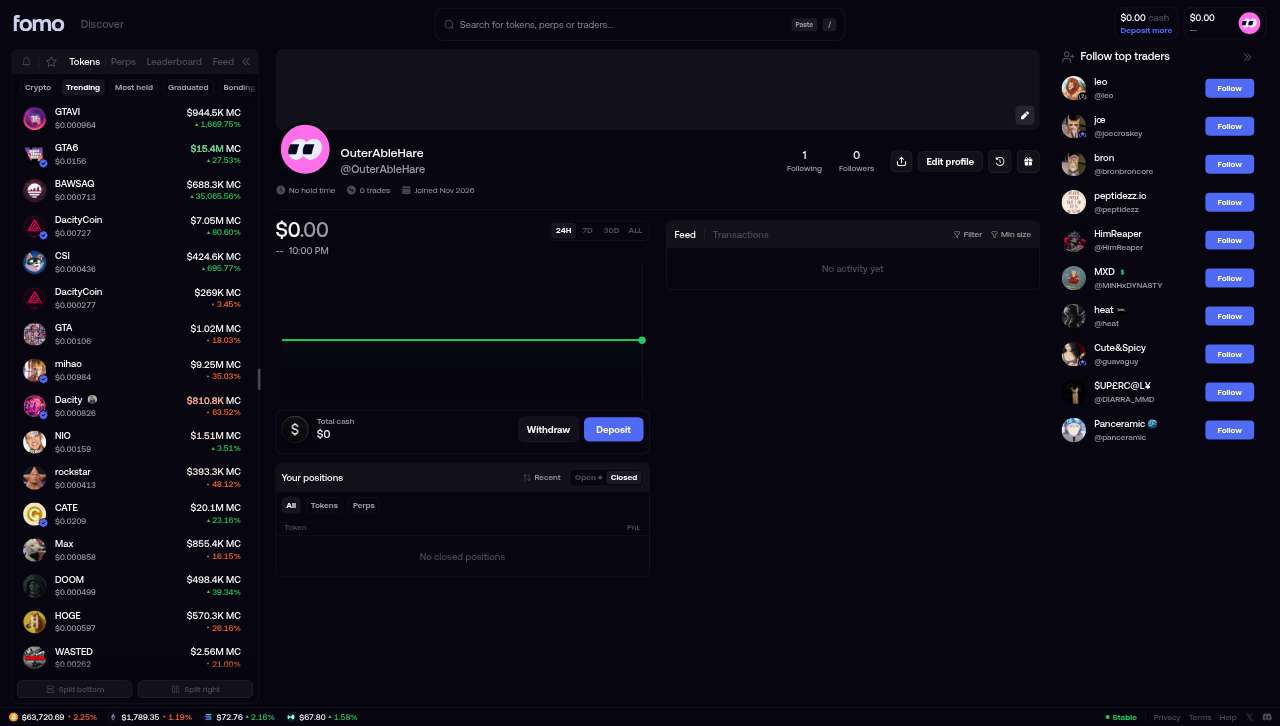 fomo
Discover
Search for tokens, perps or traders...
Paste
/
$0.00 cash
Deposit more
$0.00
—
Tokens Perps Leaderboard Feed
Crypto Trending Most held Graduated Bonding
GTAVI $944.5K MC
$0.000964 1,669.75%
GTA6 $15.4M MC
$0.0156 27.53%
BAWSAQ $688.3K MC
$0.000713 35,065.56%
DacityCoin $7.05M MC
$0.00727 80.60%
CSI $424.6K MC
$0.000436 695.77%
DacityCoin $269K MC
$0.000277 3.45%
GTA $1.02M MC
$0.00106 18.03%
mihao $9.25M MC
$0.00984 35.03%
Dacity $810.8K MC
$0.000826 63.52%
NIO $1.51M MC
$0.00159 3.51%
rockstar $393.3K MC
$0.000413 48.12%
CATE $20.1M MC
$0.0209 23.16%
Max $855.4K MC
$0.000858 16.15%
DOOM $498.4K MC
$0.000499 39.34%
HOGE $570.3K MC
$0.000597 26.16%
WASTED $2.56M MC
$0.00262 21.00%
Split bottom Split right
OuterAbleHare
@OuterAbleHare
No hold time 0 trades Joined Nov 2026
1
Following
0
Followers
Edit profile
$0.00
-- 10:00 PM
24H 7D 30D ALL
$
Total cash
$0
Withdraw Deposit
Your positions
Recent
Open Closed
All Tokens Perps
Token PnL
No closed positions
Feed Transactions
Filter Min size
No activity yet
Follow top traders
leo
@leo
Follow
jœ
@joecroskey
Follow
bron
@bronbroncore
Follow
peptidezz.io
@peptidezz
Follow
HimReaper
@HimReaper
Follow
MXD
@MINHxDYNASTY
Follow
heat
@heat
Follow
Cute&Spicy
@guavaguy
Follow
$UP£RC@L¥
@DIARRA_MMD
Follow
Panceramic
@panceramic
Follow
$63,720.69 2.25% $1,789.35 1.19% $72.76 2.16% $67.80 1.58%
Stable Privacy Terms Help